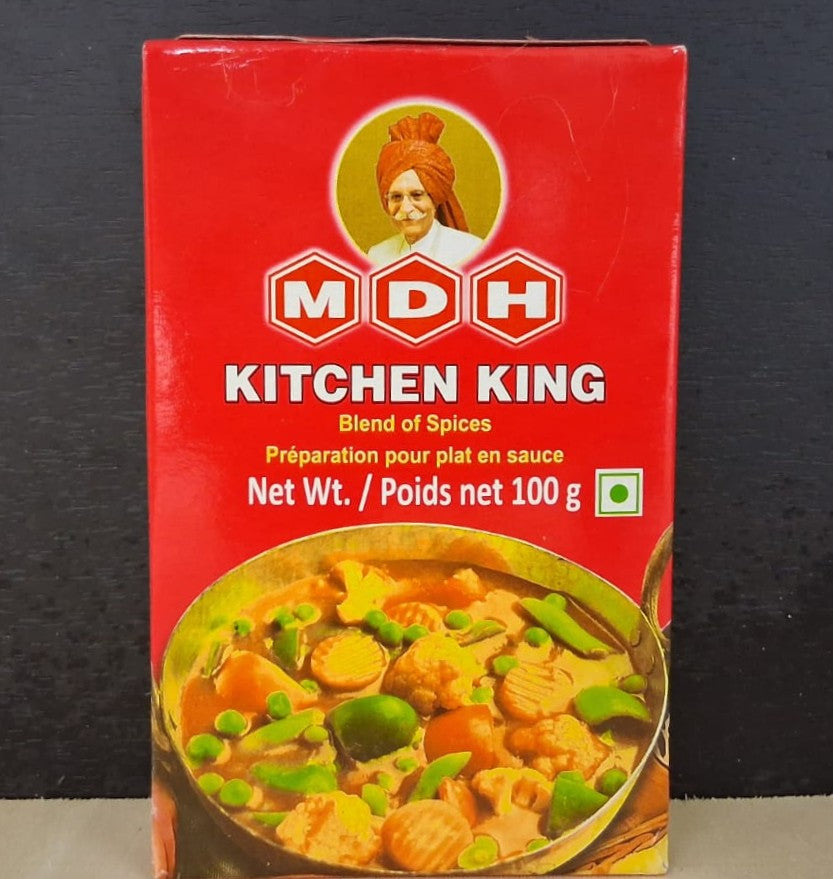 MDH
KITCHEN KING
Blend of Spices
Préparation pour plat en sauce
Net Wt. / Poids net 100 g